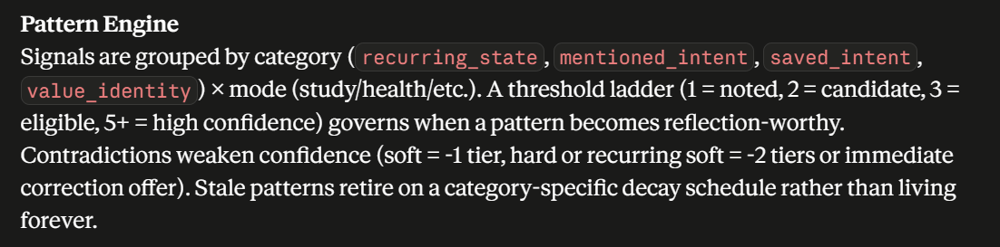 Pattern Engine
Signals are grouped by category ( recurring_state , mentioned_intent , saved_intent ,
value_identity ) × mode (study/health/etc.). A threshold ladder (1 = noted, 2 = candidate, 3 =
eligible, 5+ = high confidence) governs when a pattern becomes reflection-worthy.
Contradictions weaken confidence (soft = -1 tier, hard or recurring soft = -2 tiers or immediate
correction offer). Stale patterns retire on a category-specific decay schedule rather than living
forever.